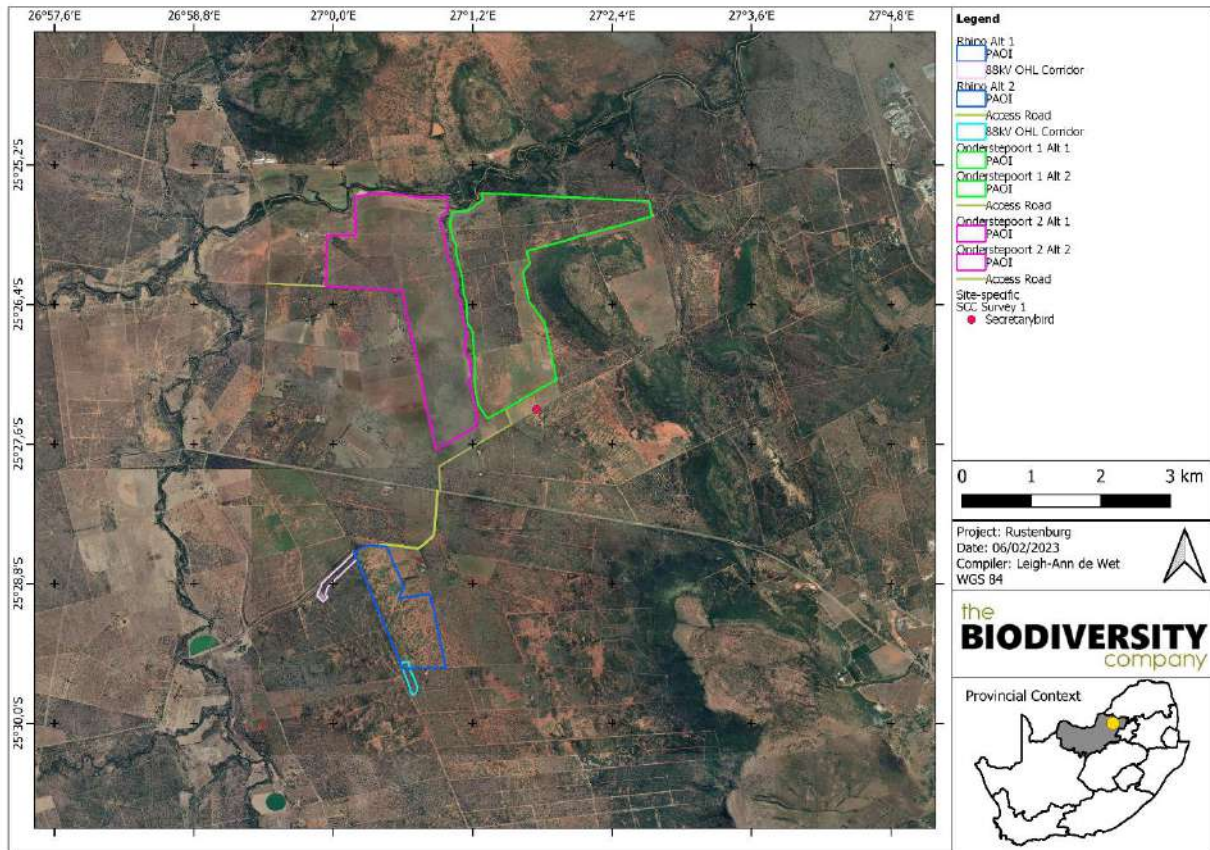 26°57,6'E 26°58,8'E 27°0,0'E 27°1,2'E 27°2,4'E 27°3,6'E 27°4,8'E
25°25,2'S
25°26,4'S
25°27,6'S
25°28,8'S
25°30,0'S
Legend
Rhino Alt 1
PAOI
88kV OHL Corridor
Rhino Alt 2
PAOI
Access Road
88kV OHL Corridor
Onderstepoort 1 Alt 1
PAOI
Onderstepoort 1 Alt 2
PAOI
Access Road
Onderstepoort 2 Alt 1
PAOI
Onderstepoort 2 Alt 2
PAOI
Access Road
Site-specific
SCC Survey 1
Secretarybird
0 1 2 3 km
Project: Rustenburg
Date: 06/02/2023
Compiler: Leigh-Ann de Wet
WGS 84
the
BIODIVERSITY
company
Provincial Context